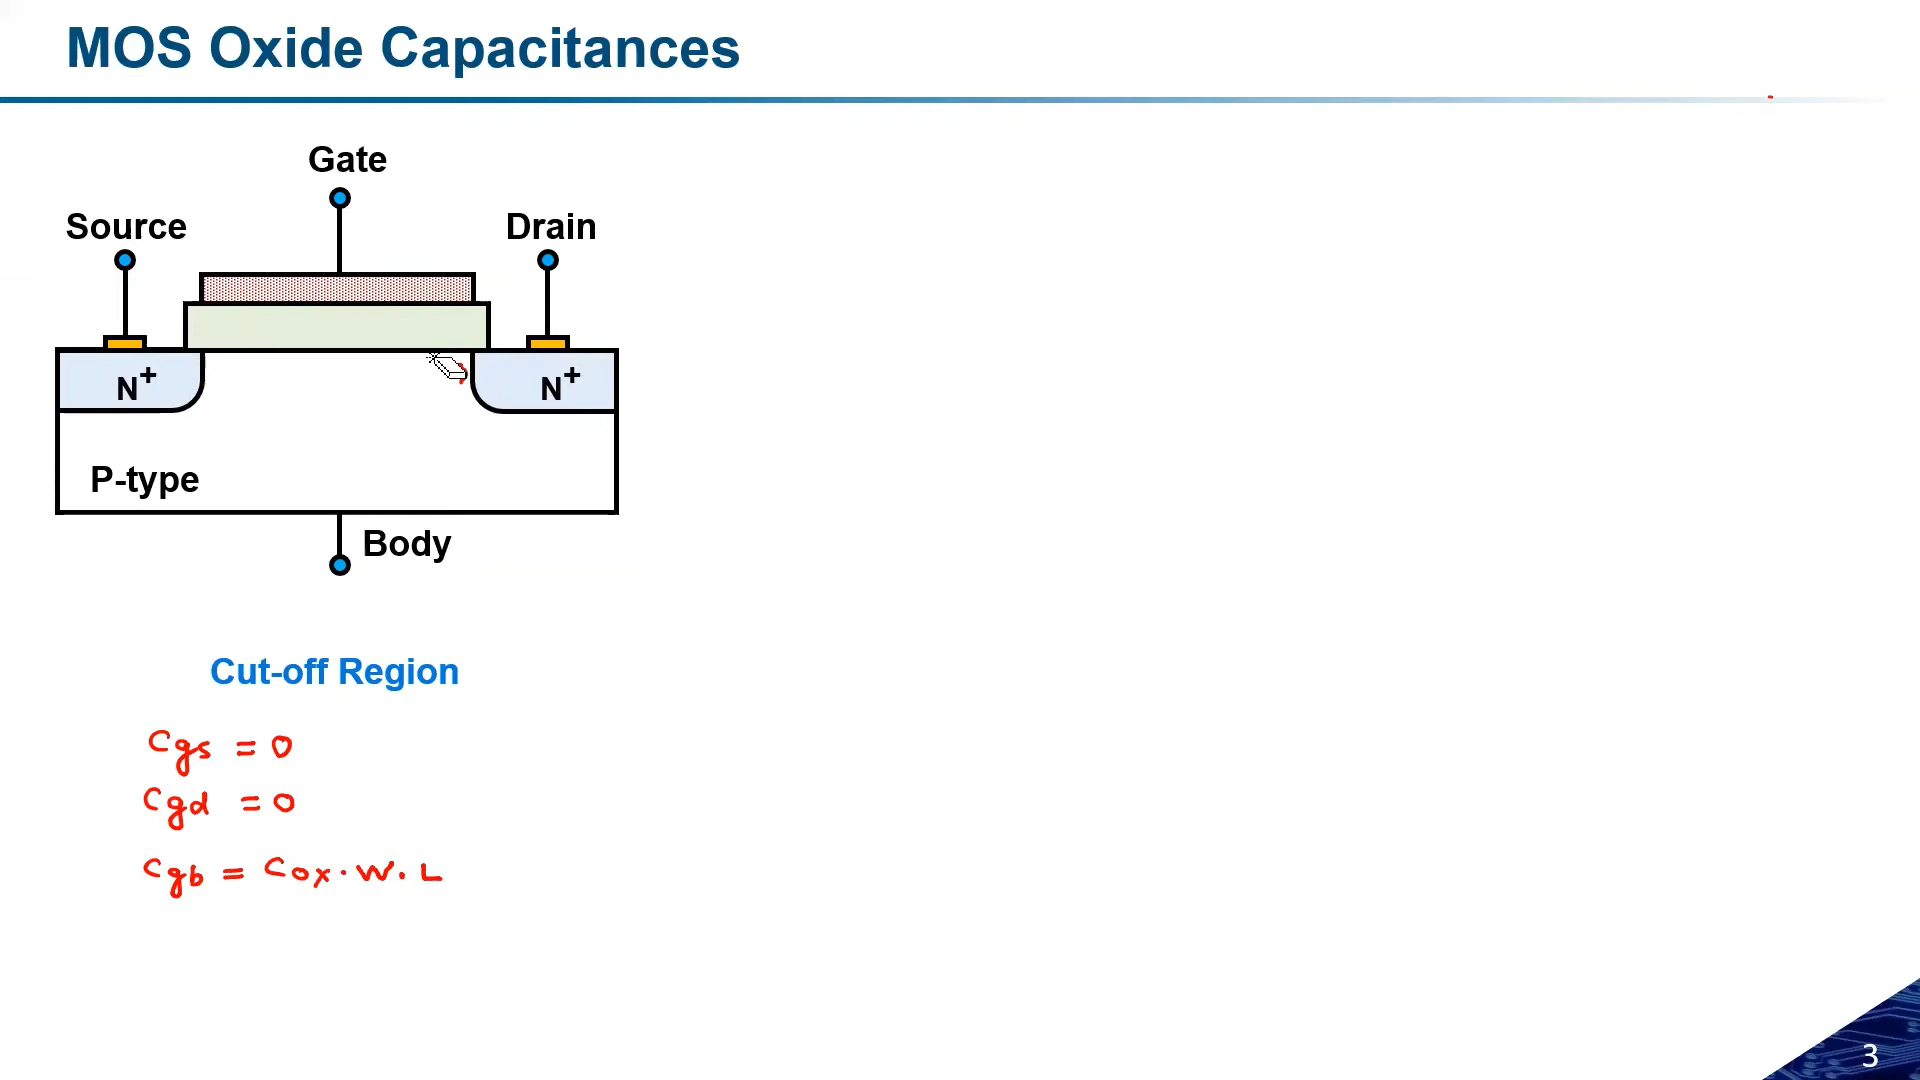 MOS Oxide Capacitances
Gate
Source
Drain
N+
N+
P-type
Body
Cut-off Region
Cgs = 0
Cgd = 0
Cgb = Cox . W . L
3